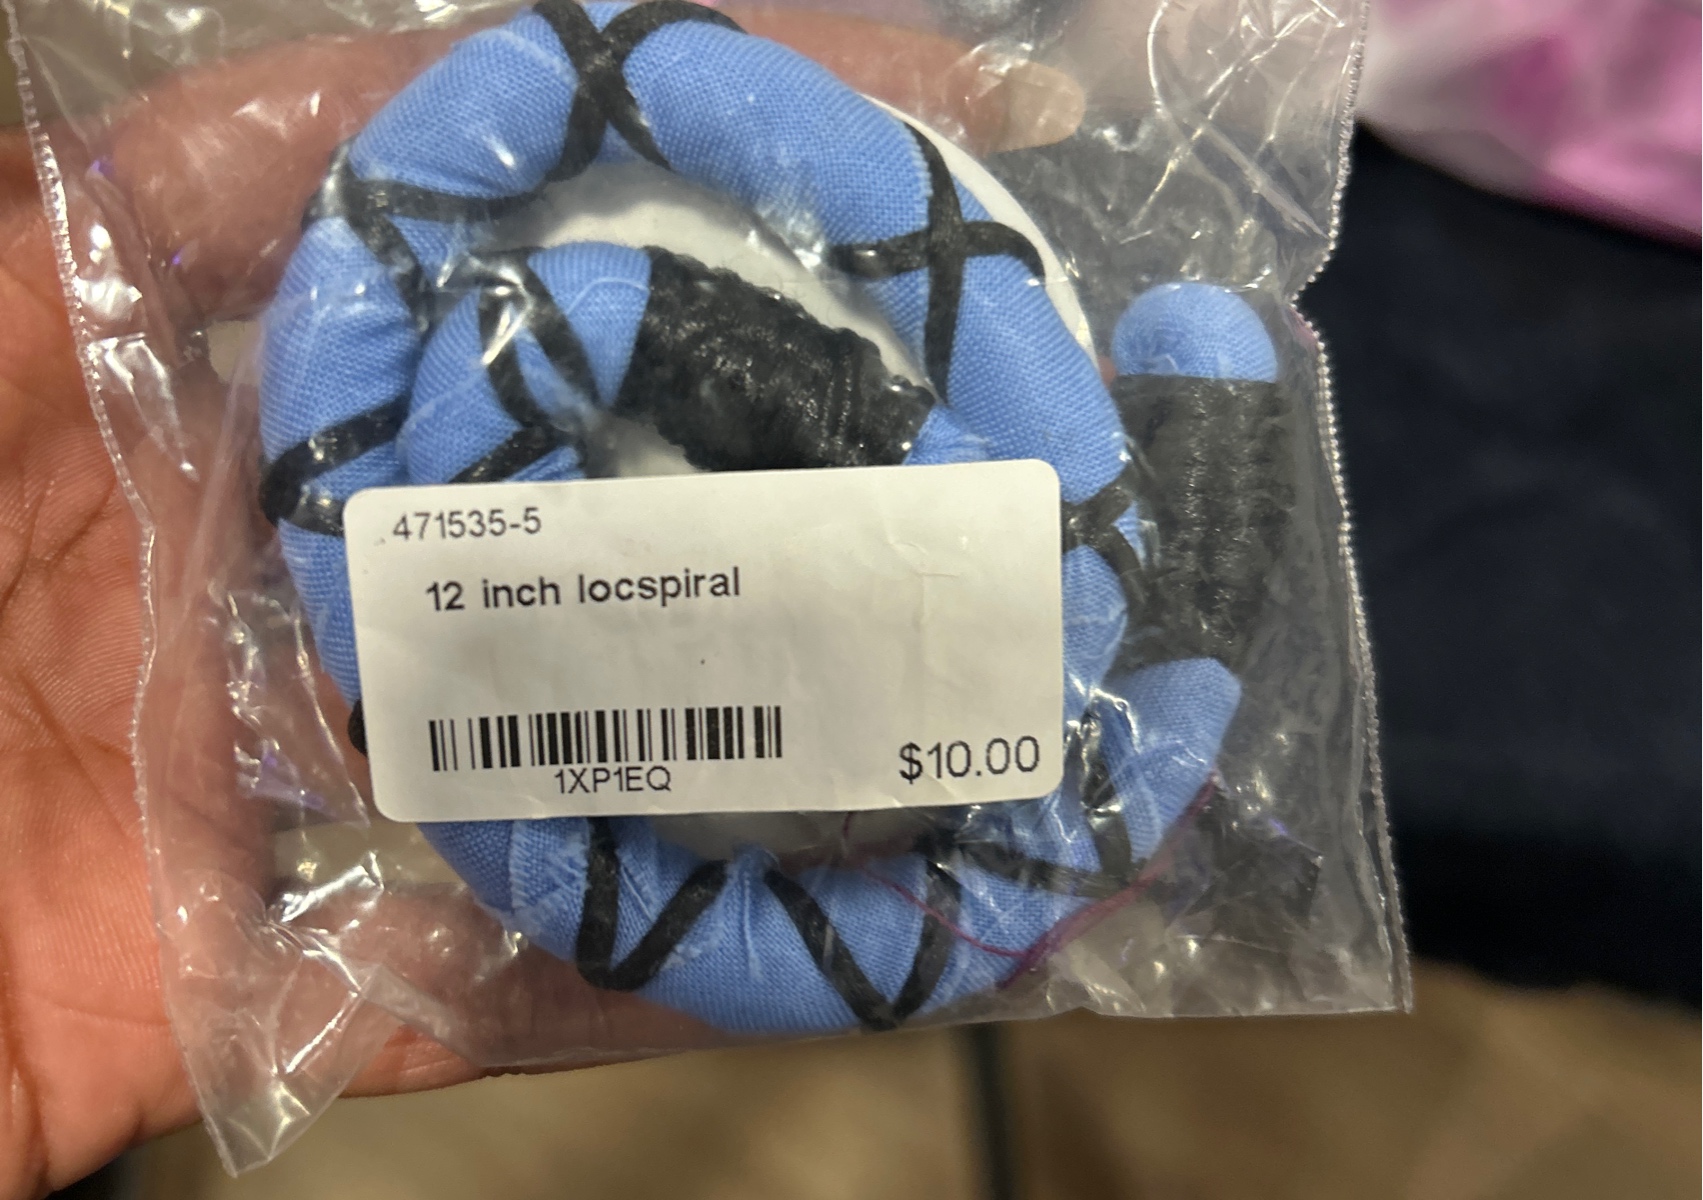 471535-5
12 inch locspiral
1XP1EQ
$10.00